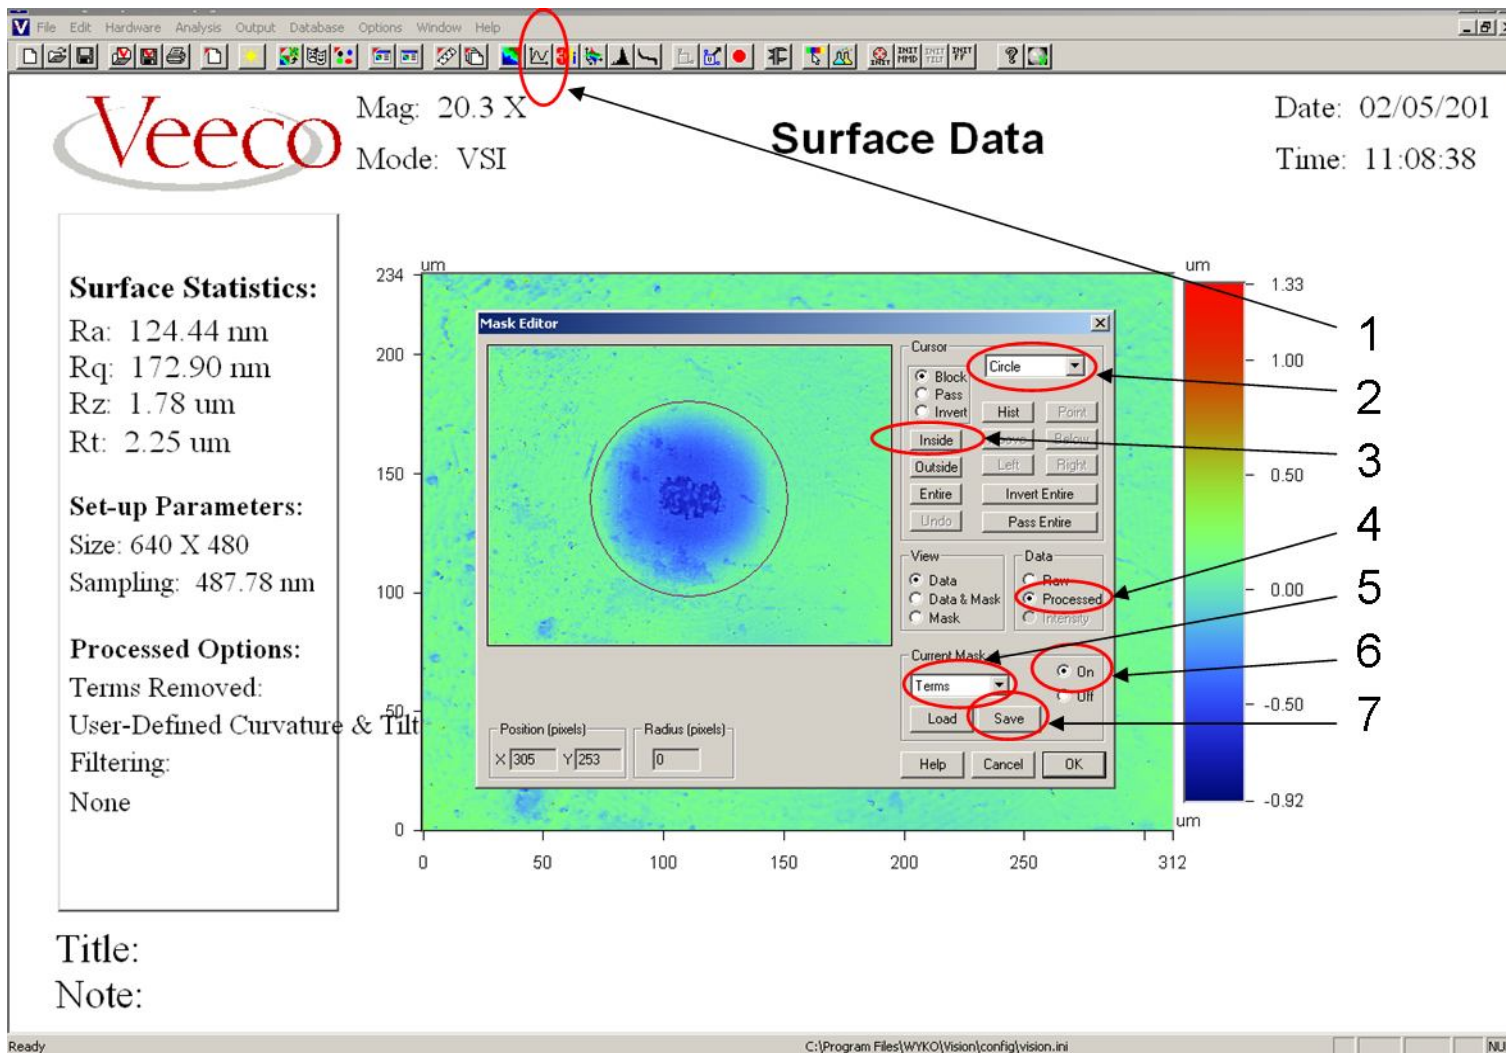 File Edit Hardware Analysis Output Database Options Window Help
INIT INIT INIT INIT
MMD TILT
Veeco
Mag: 20.3 X
Mode: VSI
Surface Data
Date: 02/05/201
Time: 11:08:38
Surface Statistics:
Ra: 124.44 nm
Rq: 172.90 nm
Rz: 1.78 um
Rt: 2.25 um
Set-up Parameters:
Size: 640 X 480
Sampling: 487.78 nm
Processed Options:
Terms Removed:
User-Defined Curvature & Tilt
Filtering:
None
Title:
Note:
um
234
200
150
100
50
0
0 50 100 150 200 250 312
um
Mask Editor
Cursor
Circle
Block
Pass
Invert
Hist Point
Inside Below
Outside Left Right
Entire Invert Entire
Undo Pass Entire
View
Data
Data & Mask
Mask
Data
Raw
Processed
Intensity
Current Mask
Terms
On
Off
Load Save
Position (pixels)
X 305 Y 253
Radius (pixels)
0
Help Cancel OK
um
1.33
1.00
0.50
0.00
-0.50
-0.92
1
2
3
4
5
6
7
Ready
C:\Program Files\WYKO\Vision\config\vision.ini
NU